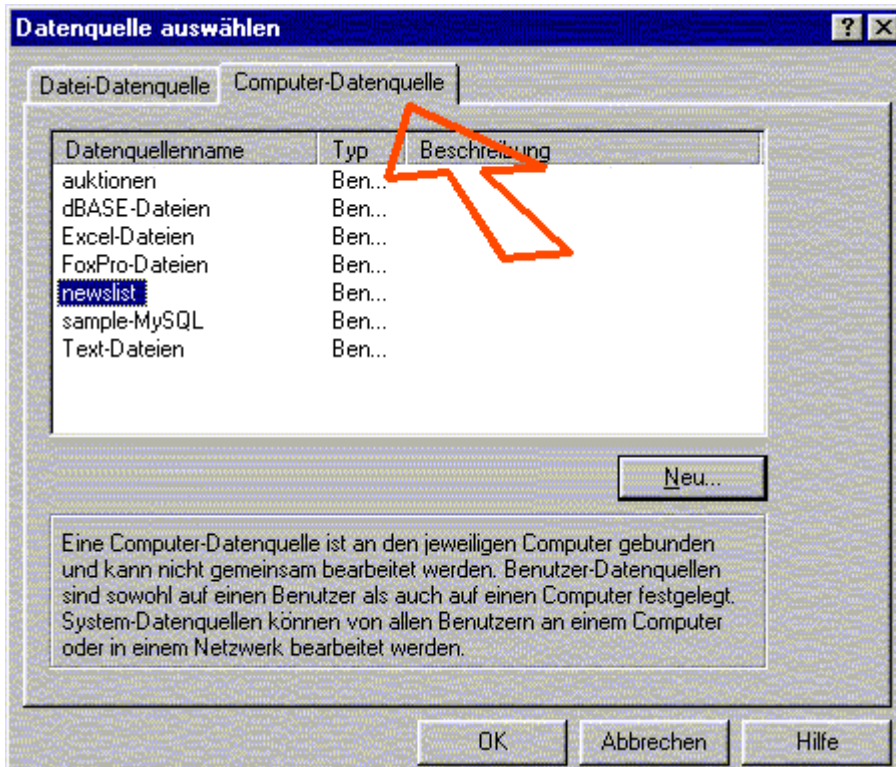 Datenquelle auswählen
Datei-Datenquelle Computer-Datenquelle
Datenquellenname Typ Beschreibung
auktionen Ben...
dBASE-Dateien Ben...
Excel-Dateien Ben...
FoxPro-Dateien Ben...
newslist Ben...
sample-MySQL Ben...
Text-Dateien Ben...
Neu...
Eine Computer-Datenquelle ist an den jeweiligen Computer gebunden
und kann nicht gemeinsam bearbeitet werden. Benutzer-Datenquellen
sind sowohl auf einen Benutzer als auch auf einen Computer festgelegt.
System-Datenquellen können von allen Benutzern an einem Computer
oder in einem Netzwerk bearbeitet werden.
OK Abbrechen Hilfe